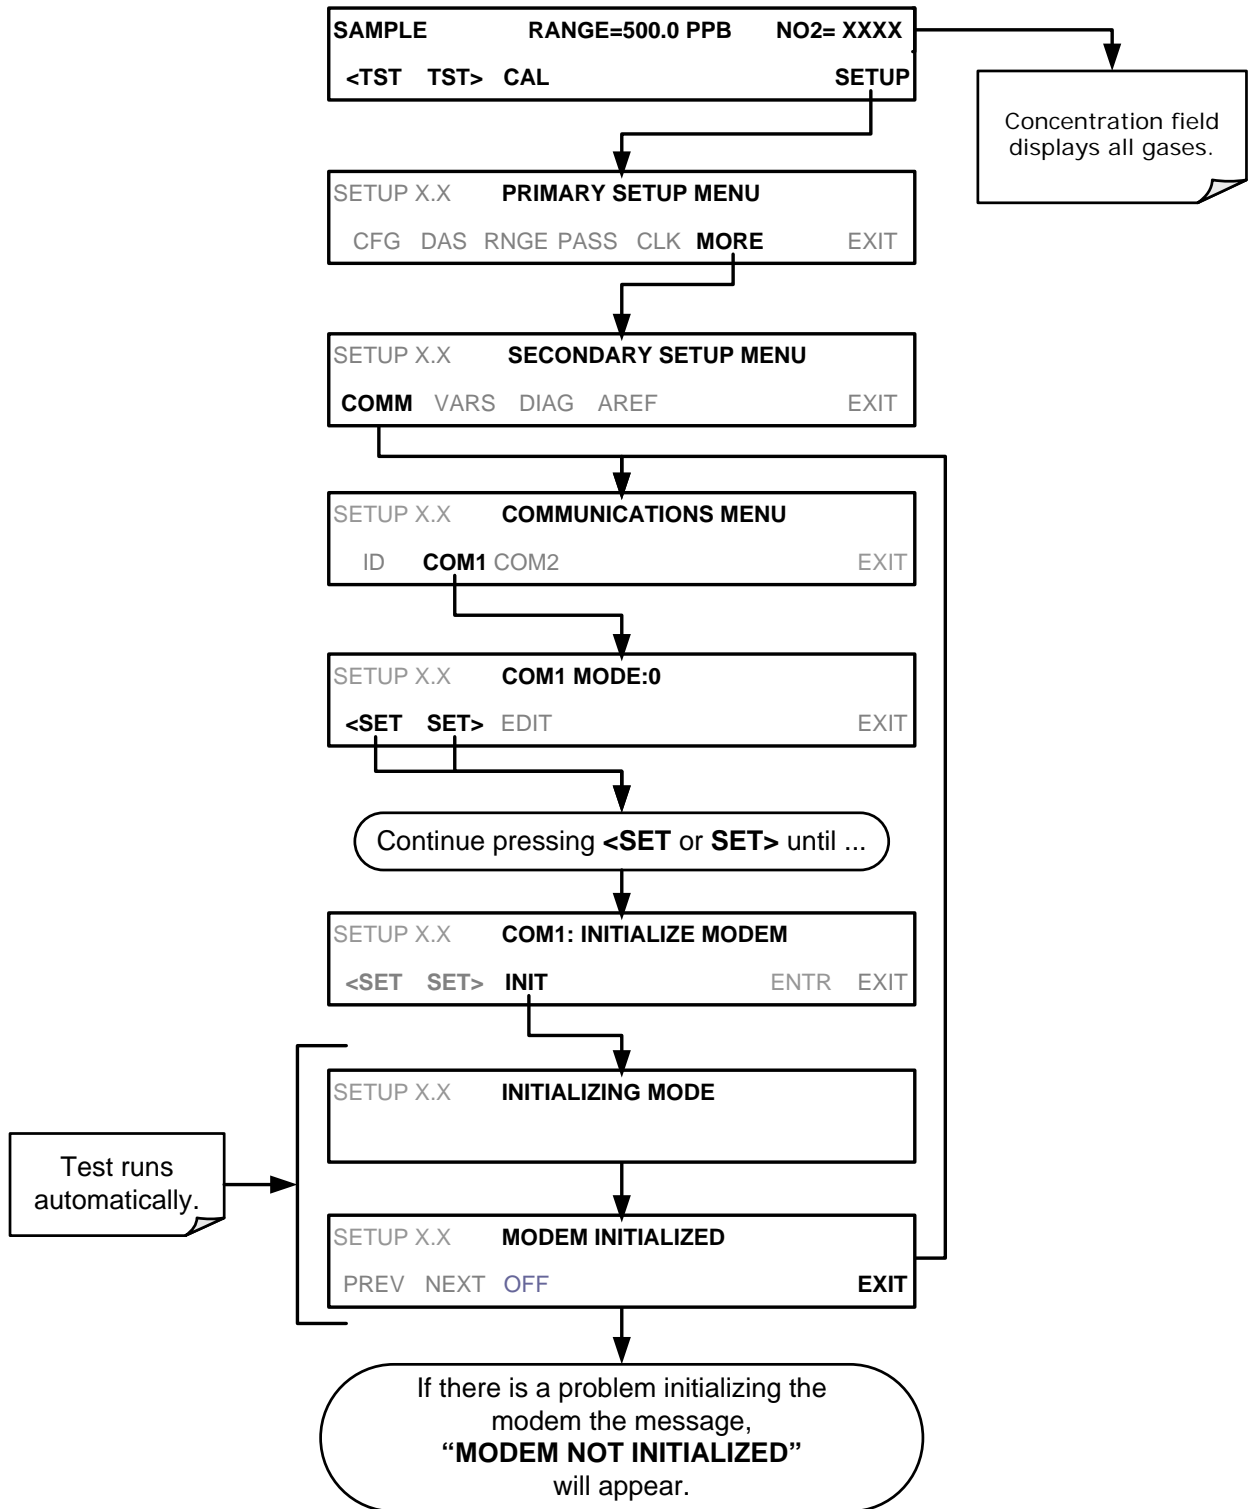 SAMPLE RANGE=500.0 PPB NO2= XXXX
<TST TST> CAL SETUP
Concentration field
displays all gases.
SETUP X.X PRIMARY SETUP MENU
CFG DAS RNGE PASS CLK MORE EXIT
SETUP X.X SECONDARY SETUP MENU
COMM VARS DIAG AREF EXIT
SETUP X.X COMMUNICATIONS MENU
ID COM1 COM2 EXIT
SETUP X.X COM1 MODE:0
<SET SET> EDIT EXIT
Continue pressing <SET or SET> until ...
SETUP X.X COM1: INITIALIZE MODEM
<SET SET> INIT ENTR EXIT
SETUP X.X INITIALIZING MODE
Test runs
automatically.
SETUP X.X MODEM INITIALIZED
PREV NEXT OFF EXIT
If there is a problem initializing the
modem the message,
“MODEM NOT INITIALIZED”
will appear.